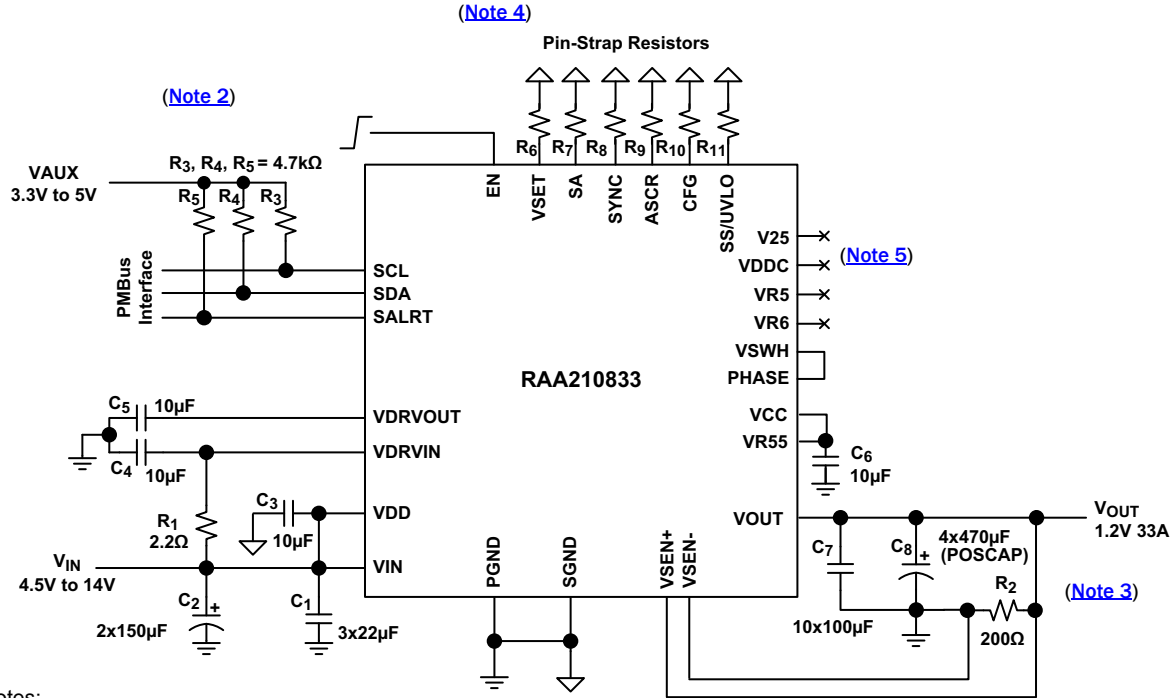 (Note 4)
Pin-Strap Resistors
(Note 2)
R6
R7
R8
R9
R10
R11
R3, R4, R5 = 4.7kΩ
VAUX
3.3V to 5V
R5
R4
R3
EN
VSET
SA
SYNC
ASCR
CFG
SS/UVLO
PMBus
Interface
SCL
SDA
SALRT
V25
VDDC
VR5
VR6
(Note 5)
VSWH
PHASE
RAA210833
C5
10µF
VDRVOUT
C4
10µF
VDRVIN
VCC
VR55
C6
10µF
R1
2.2Ω
C3
10µF
VDD
VIN
VIN
4.5V to 14V
C2
+
2x150µF
C1
3x22µF
PGND
SGND
VSEN+
VSEN-
VOUT
VOUT
1.2V 33A
C7
10x100µF
C8
+
4x470µF
(POSCAP)
R2
200Ω
(Note 3)